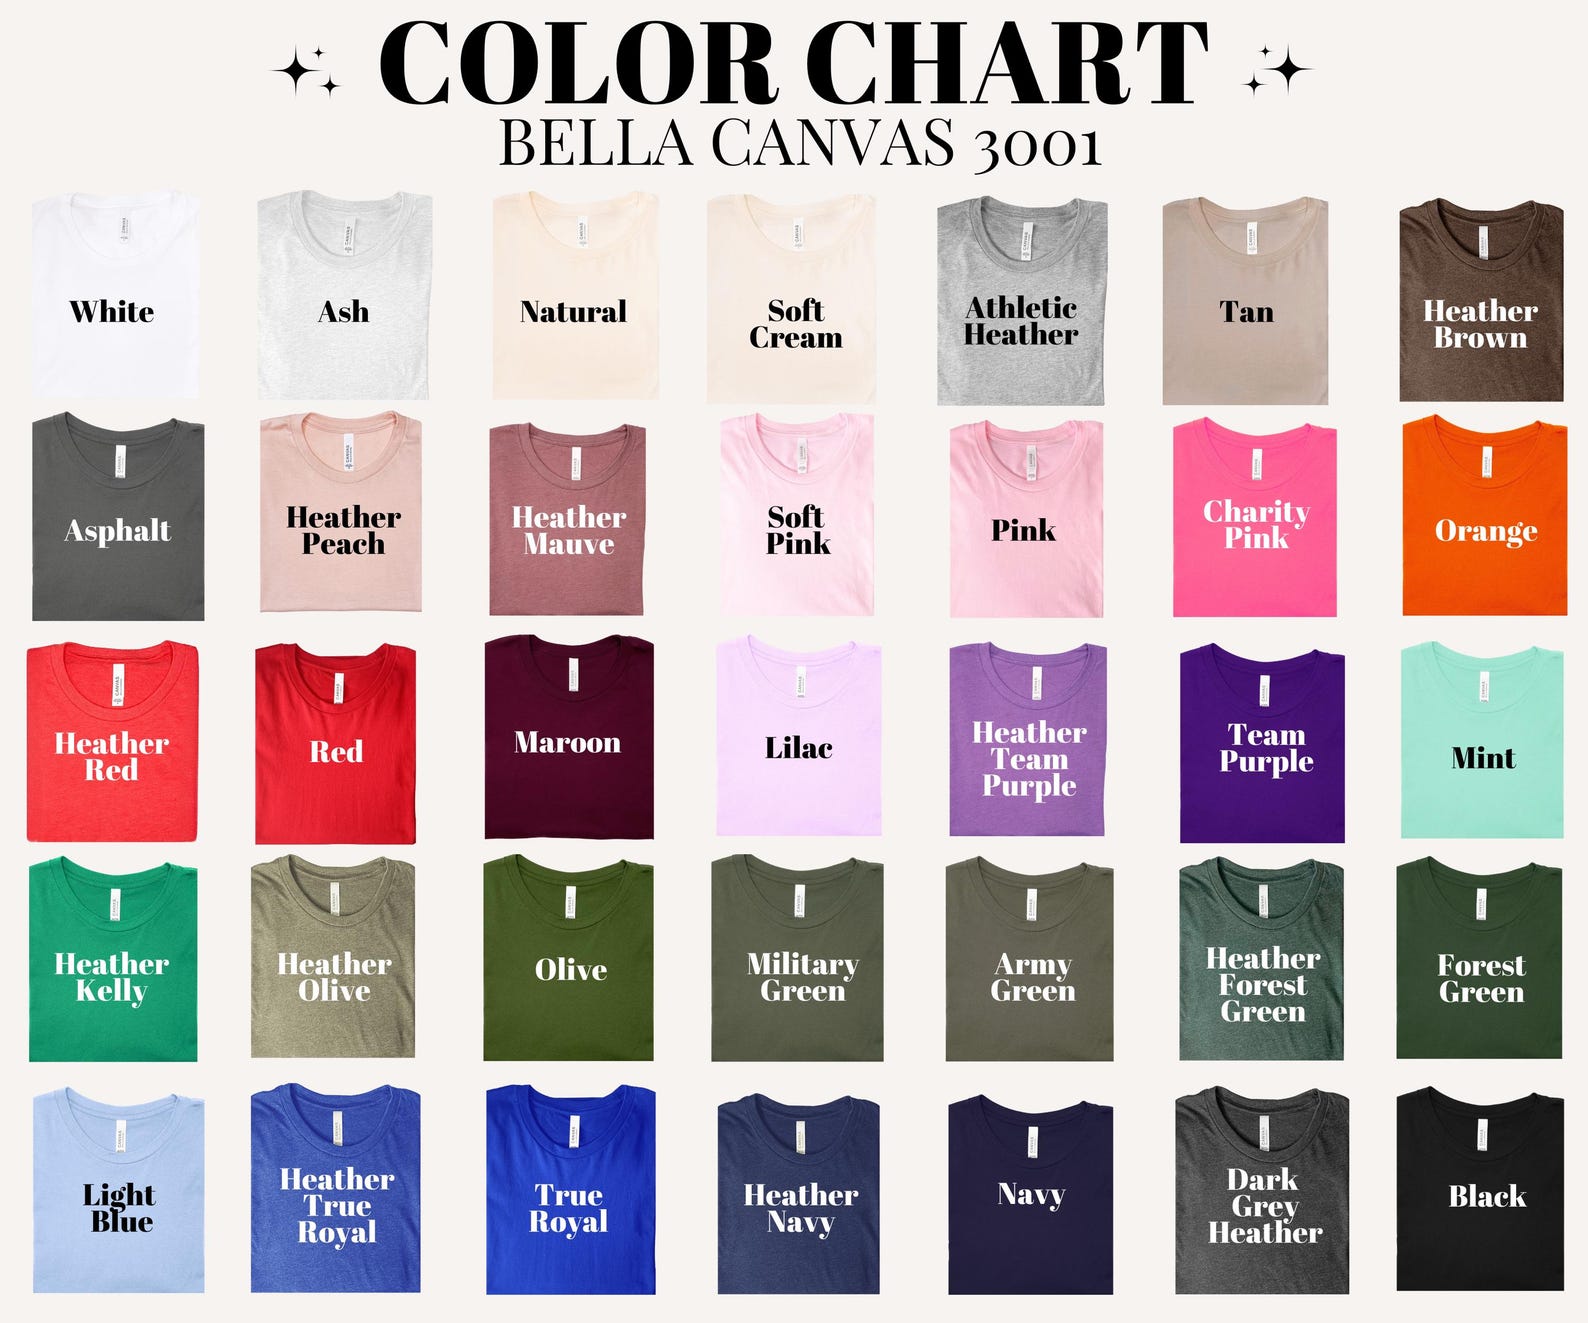 COLOR CHART
BELLA CANVAS 3001
White
Ash
Natural
Soft
Cream
Athletic
Heather
Tan
Heather
Brown
Asphalt
Heather
Peach
Heather
Mauve
Soft
Pink
Pink
Charity
Pink
Orange
Heather
Red
Red
Maroon
Lilac
Heather
Team
Purple
Team
Purple
Mint
Heather
Kelly
Heather
Olive
Olive
Military
Green
Army
Green
Heather
Forest
Green
Forest
Green
Light
Blue
Heather
True
Royal
True
Royal
Heather
Navy
Navy
Dark
Grey
Heather
Black